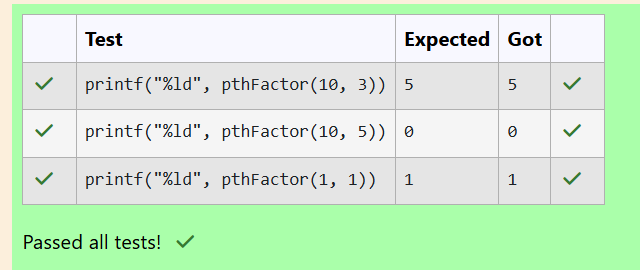 Test Expected Got
printf("%ld", pthFactor(10, 3)) 5 5
printf("%ld", pthFactor(10, 5)) 0 0
printf("%ld", pthFactor(1, 1)) 1 1
Passed all tests!